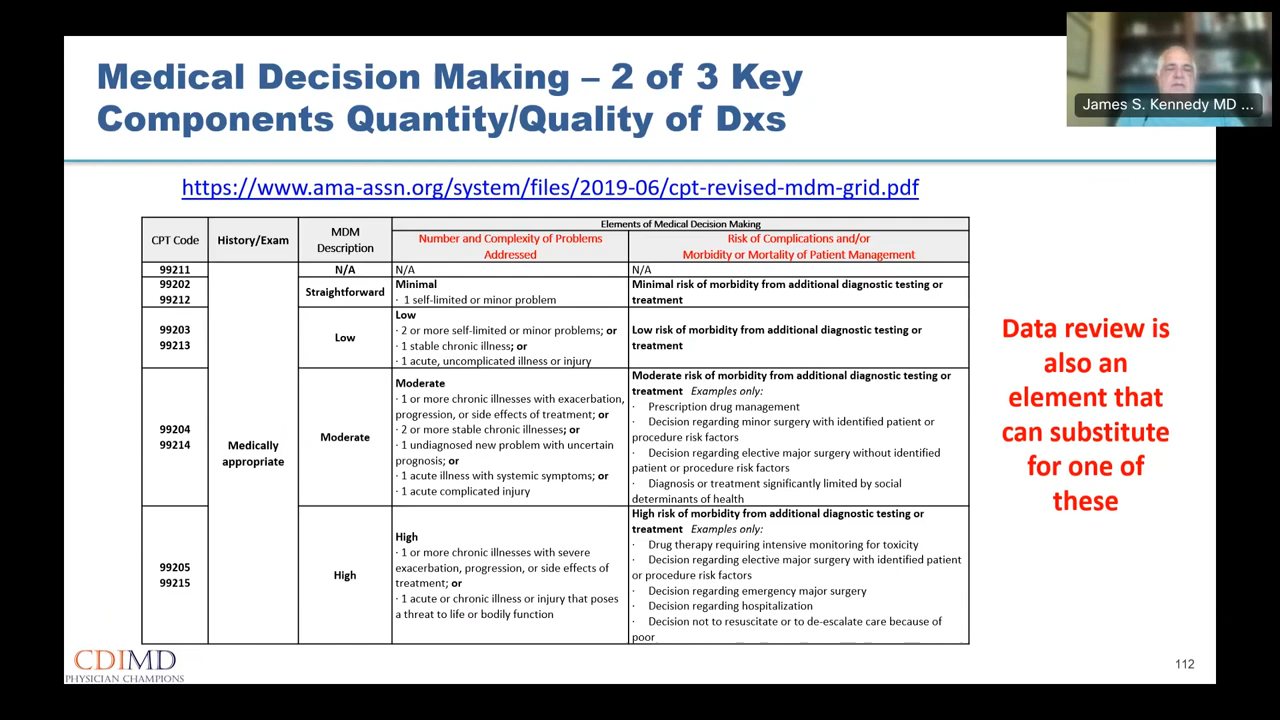 James S. Kennedy MD ...
Medical Decision Making – 2 of 3 Key
Components Quantity/Quality of Dxs
https://www.ama-assn.org/system/files/2019-06/cpt-revised-mdm-grid.pdf
CPT Code
History/Exam
MDM
Description
Elements of Medical Decision Making
Number and Complexity of Problems
Addressed
Risk of Complications and/or
Morbidity or Mortality of Patient Management
99211
N/A
N/A
N/A
99202
99212
Straightforward
Minimal
· 1 self-limited or minor problem
Minimal risk of morbidity from additional diagnostic testing or
treatment
99203
99213
Low
Low
· 2 or more self-limited or minor problems; or
· 1 stable chronic illness; or
· 1 acute, uncomplicated illness or injury
Low risk of morbidity from additional diagnostic testing or
treatment
99204
99214
Medically
appropriate
Moderate
Moderate
· 1 or more chronic illnesses with exacerbation,
progression, or side effects of treatment; or
· 2 or more stable chronic illnesses; or
· 1 undiagnosed new problem with uncertain
prognosis; or
· 1 acute illness with systemic symptoms; or
· 1 acute complicated injury
Moderate risk of morbidity from additional diagnostic testing or
treatment Examples only:
· Prescription drug management
· Decision regarding minor surgery with identified patient or
procedure risk factors
· Decision regarding elective major surgery without identified
patient or procedure risk factors
· Diagnosis or treatment significantly limited by social
determinants of health
99205
99215
High
High
· 1 or more chronic illnesses with severe
exacerbation, progression, or side effects of
treatment; or
· 1 acute or chronic illness or injury that poses
a threat to life or bodily function
High risk of morbidity from additional diagnostic testing or
treatment Examples only:
· Drug therapy requiring intensive monitoring for toxicity
· Decision regarding elective major surgery with identified patient
or procedure risk factors
· Decision regarding emergency major surgery
· Decision regarding hospitalization
· Decision not to resuscitate or to de-escalate care because of
poor
Data review is
also an
element that
can substitute
for one of
these
CDIMD
PHYSICIAN CHAMPIONS
112